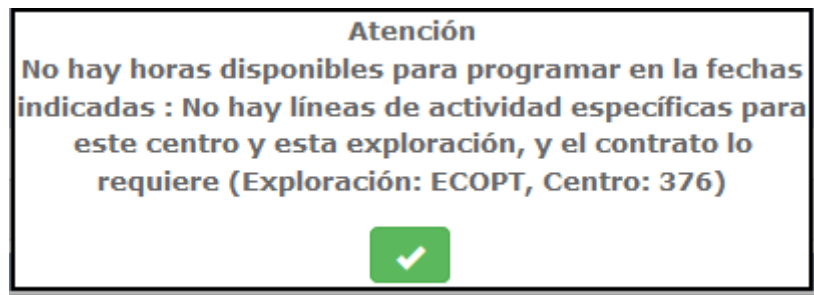 Atención
No hay horas disponibles para programar en la fechas
indicadas : No hay líneas de actividad específicas para
este centro y esta exploración, y el contrato lo
requiere (Exploración: ECOPT, Centro: 376)